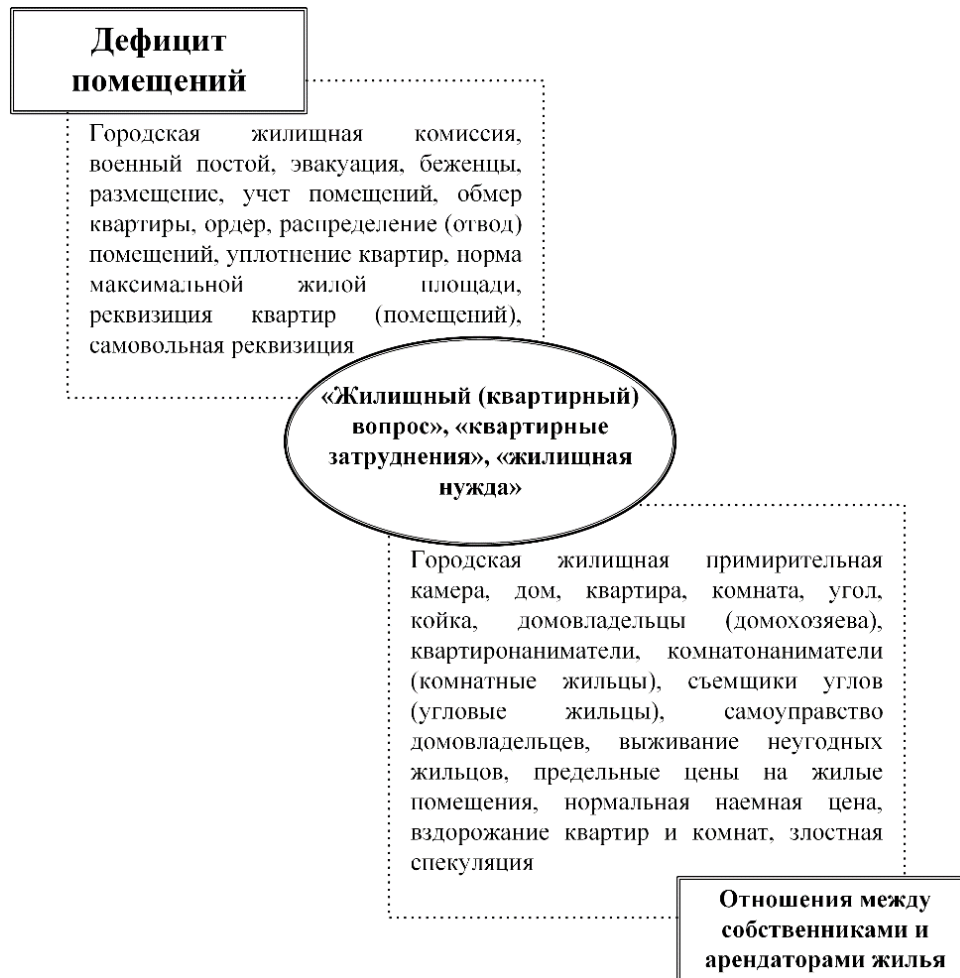 Дефицит
помещений
Городская жилищная комиссия,
военный постой, эвакуация, беженцы,
размещение, учет помещений, обмер
квартиры, ордер, распределение (отвод)
помещений, уплотнение квартир, норма
максимальной жилой площади,
реквизиция квартир (помещений),
самовольная реквизиция
«Жилищный (квартирный)
вопрос», «квартирные
затруднения», «жилищная
нужда»
Городская жилищная примирительная
камера, дом, квартира, комната, угол,
койка, домовладельцы (домохозяева),
квартиронаниматели, комнатонаниматели
(комнатные жильцы), съемщики углов
(угловые жильцы), самоуправство
домовладельцев, выживание неугодных
жильцов, предельные цены на жилые
помещения, нормальная наемная цена,
вздорожание квартир и комнат, злостная
спекуляция
Отношения между
собственниками и
арендаторами жилья